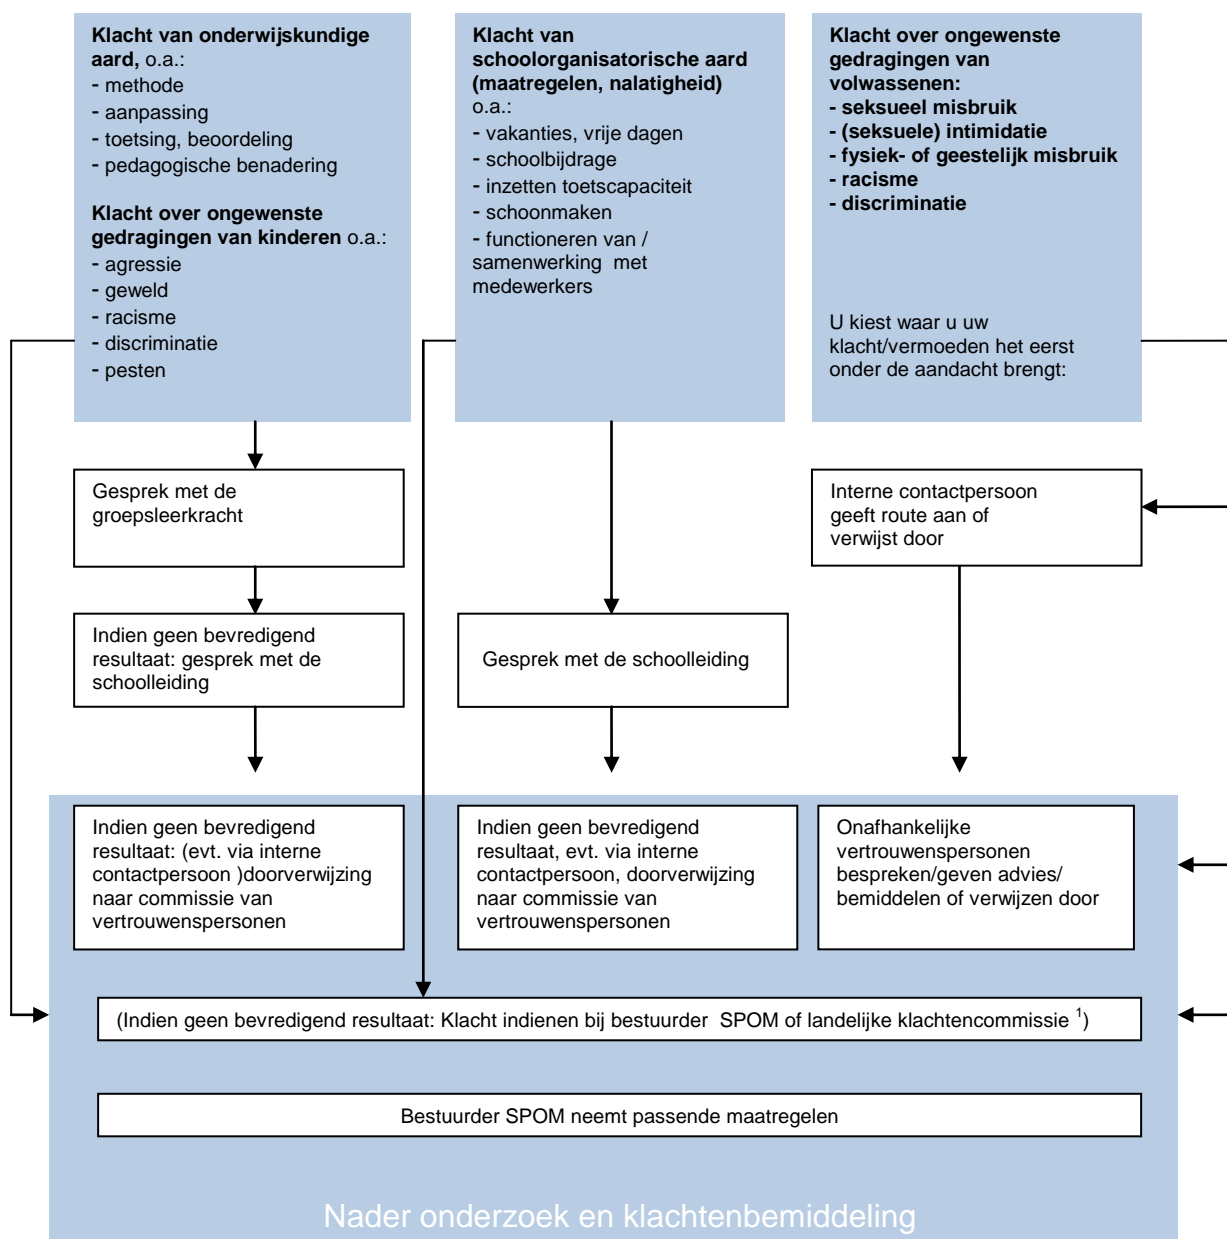 Klacht van onderwijskundige
aard, o.a.:
- methode
- aanpassing
- toetsing, beoordeling
- pedagogische benadering
Klacht over ongewenste
gedragingen van kinderen o.a.:
- agressie
- geweld
- racisme
- discriminatie
- pesten
Klacht van
schoolorganisatorische aard
(maatregelen, nalatigheid)
o.a.:
- vakanties, vrije dagen
- schoolbijdrage
- inzetten toetscapaciteit
- schoonmaken
- functioneren van /
samenwerking met
medewerkers
Klacht over ongewenste
gedragingen van
volwassenen:
- seksueel misbruik
- (seksuele) intimidatie
- fysiek- of geestelijk misbruik
- racisme
- discriminatie
U kiest waar u uw
klacht/vermoeden het eerst
onder de aandacht brengt:
Gesprek met de
groepsleerkracht
Interne contactpersoon
geeft route aan of
verwijst door
Indien geen bevredigend
resultaat: gesprek met de
schoolleiding
Gesprek met de schoolleiding
Indien geen bevredigend
resultaat: (evt. via interne
contactpersoon )doorverwijzing
naar commissie van
vertrouwenspersonen
Indien geen bevredigend
resultaat, evt. via interne
contactpersoon, doorverwijzing
naar commissie van
vertrouwenspersonen
Onafhankelijke
vertrouwenspersonen
bespreken/geven advies/
bemiddelen of verwijzen door
(Indien geen bevredigend resultaat: Klacht indienen bij bestuurder SPOM of landelijke klachtencommissie ¹)
Bestuurder SPOM neemt passende maatregelen
Nader onderzoek en klachtenbemiddeling